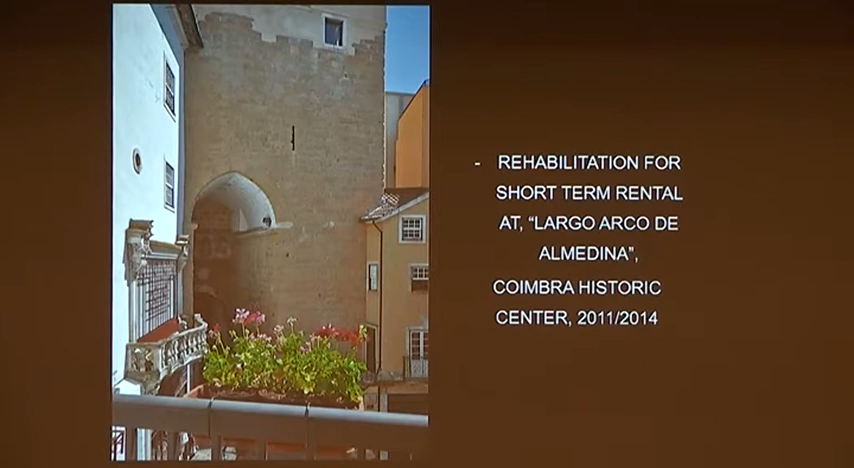 - REHABILITATION FOR
SHORT TERM RENTAL
AT, “LARGO ARCO DE
ALMEDINA”,
COIMBRA HISTORIC
CENTER, 2011/2014